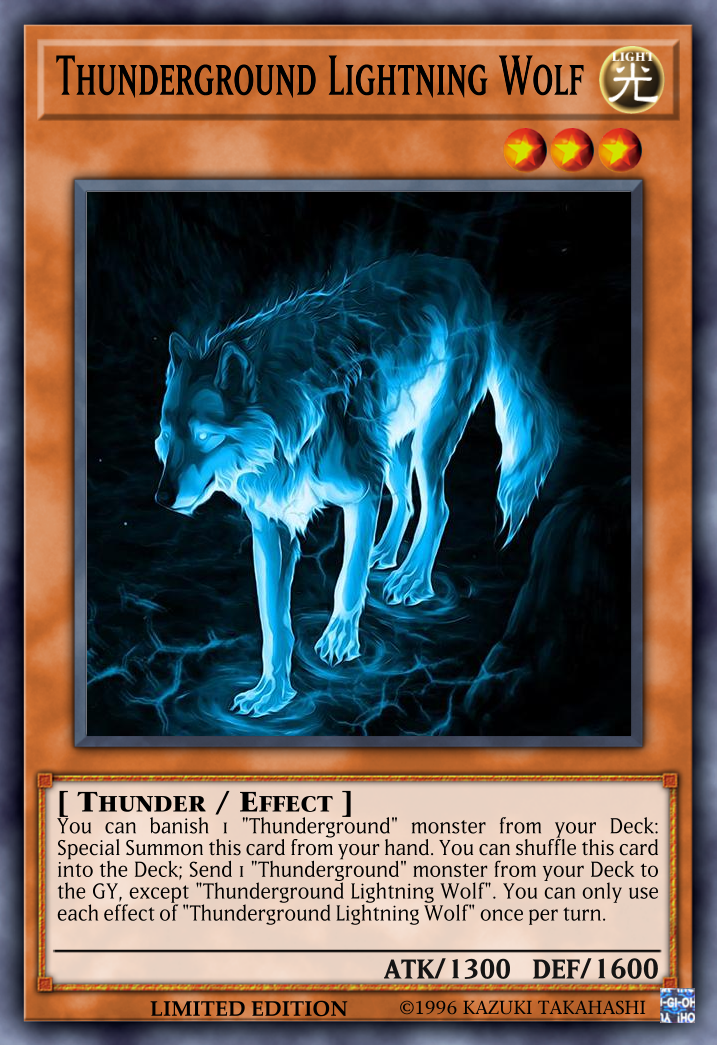 Thunderground Lightning Wolf
LIGHT
光
[ Thunder / Effect ]
You can banish 1 "Thunderground" monster from your Deck:
Special Summon this card from your hand. You can shuffle this card
into the Deck; Send 1 "Thunderground" monster from your Deck to
the GY, except "Thunderground Lightning Wolf". You can only use
each effect of "Thunderground Lightning Wolf" once per turn.
ATK/1300 DEF/1600
LIMITED EDITION ©1996 KAZUKI TAKAHASHI